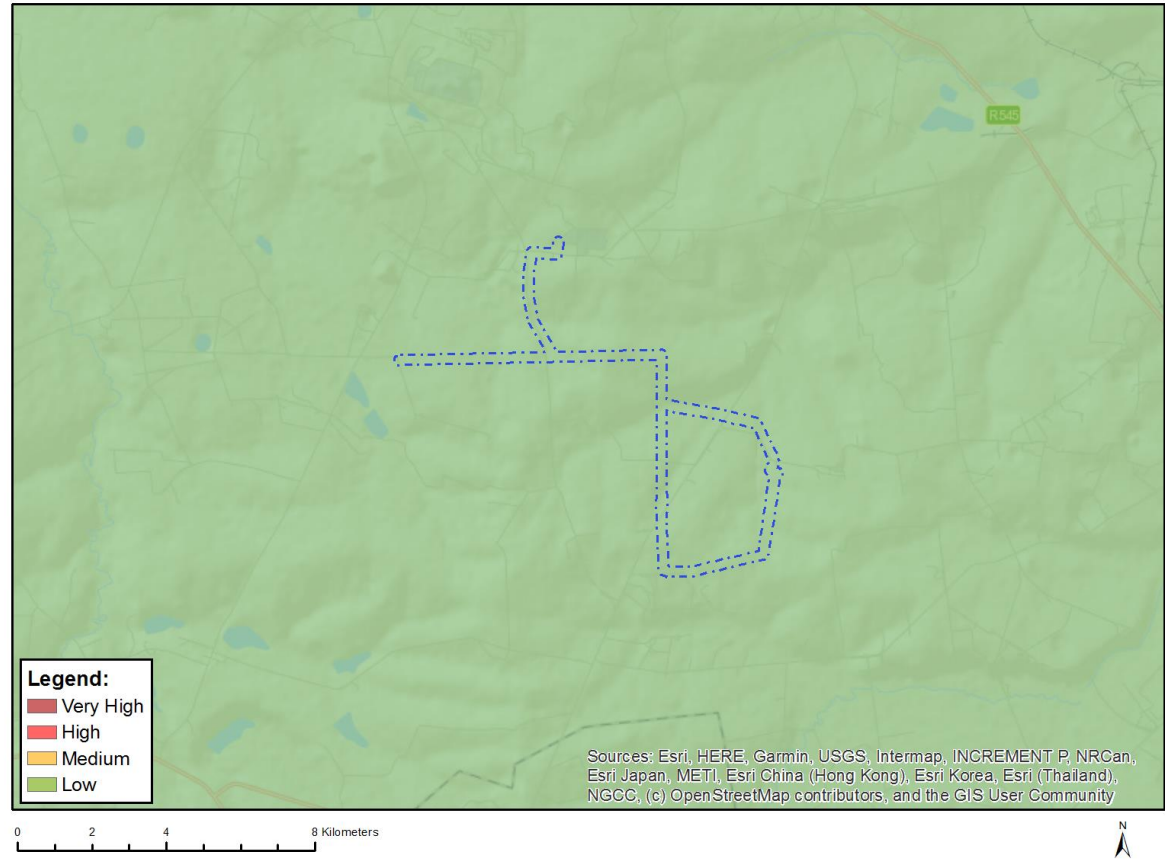 R545
Legend:
Very High
High
Medium
Low
Sources: Esri, HERE, Garmin, USGS, Intermap, INCREMENT P, NRCan,
Esri Japan, METI, Esri China (Hong Kong), Esri Korea, Esri (Thailand),
NGCC, (c) OpenStreetMap contributors, and the GIS User Community
0 2 4 8 Kilometers
N